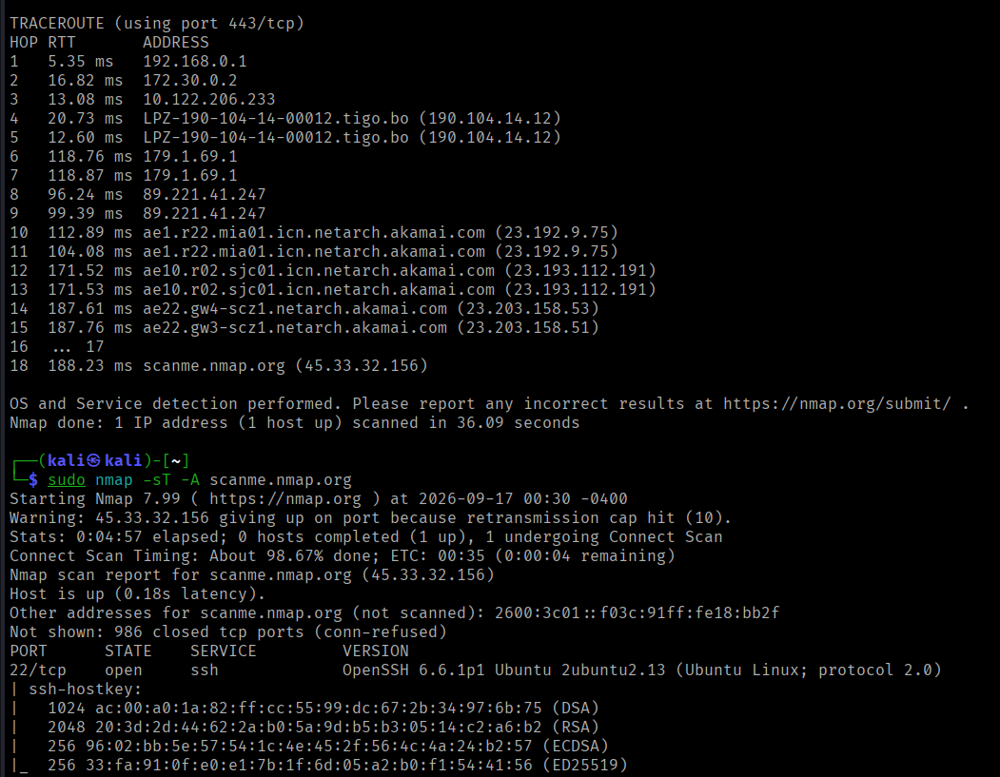 TRACEROUTE (using port 443/tcp)
HOP RTT       ADDRESS
1   5.35 ms   192.168.0.1
2   16.82 ms  172.30.0.2
3   13.08 ms  10.122.206.233
4   20.73 ms  LPZ-190-104-14-00012.tigo.bo (190.104.14.12)
5   12.60 ms  LPZ-190-104-14-00012.tigo.bo (190.104.14.12)
6   118.76 ms 179.1.69.1
7   118.87 ms 179.1.69.1
8   96.24 ms  89.221.41.247
9   99.39 ms  89.221.41.247
10  112.89 ms ae1.r22.mia01.icn.netarch.akamai.com (23.192.9.75)
11  104.08 ms ae1.r22.mia01.icn.netarch.akamai.com (23.192.9.75)
12  171.52 ms ae10.r02.sjc01.icn.netarch.akamai.com (23.193.112.191)
13  171.53 ms ae10.r02.sjc01.icn.netarch.akamai.com (23.193.112.191)
14  187.61 ms ae22.gw4-scz1.netarch.akamai.com (23.203.158.53)
15  187.76 ms ae22.gw3-scz1.netarch.akamai.com (23.203.158.51)
16  ... 17
18  188.23 ms scanme.nmap.org (45.33.32.156)

OS and Service detection performed. Please report any incorrect results at https://nmap.org/submit/ .
Nmap done: 1 IP address (1 host up) scanned in 36.09 seconds

┌──(kali㉿kali)-[~]
└─$ sudo nmap -sT -A scanme.nmap.org
Starting Nmap 7.99 ( https://nmap.org ) at 2026-09-17 00:30 -0400
Warning: 45.33.32.156 giving up on port because retransmission cap hit (10).
Stats: 0:04:57 elapsed; 0 hosts completed (1 up), 1 undergoing Connect Scan
Connect Scan Timing: About 98.67% done; ETC: 00:35 (0:00:04 remaining)
Nmap scan report for scanme.nmap.org (45.33.32.156)
Host is up (0.18s latency).
Other addresses for scanme.nmap.org (not scanned): 2600:3c01::f03c:91ff:fe18:bb2f
Not shown: 986 closed tcp ports (conn-refused)
PORT      STATE    SERVICE         VERSION
22/tcp    open     ssh             OpenSSH 6.6.1p1 Ubuntu 2ubuntu2.13 (Ubuntu Linux; protocol 2.0)
| ssh-hostkey:
|   1024 ac:00:a0:1a:82:ff:cc:55:99:dc:67:2b:34:97:6b:75 (DSA)
|   2048 20:3d:2d:44:62:2a:b0:5a:9d:b5:b3:05:14:c2:a6:b2 (RSA)
|   256 96:02:bb:5e:57:54:1c:4e:45:2f:56:4c:4a:24:b2:57 (ECDSA)
|_  256 33:fa:91:0f:e0:e1:7b:1f:6d:05:a2:b0:f1:54:41:56 (ED25519)